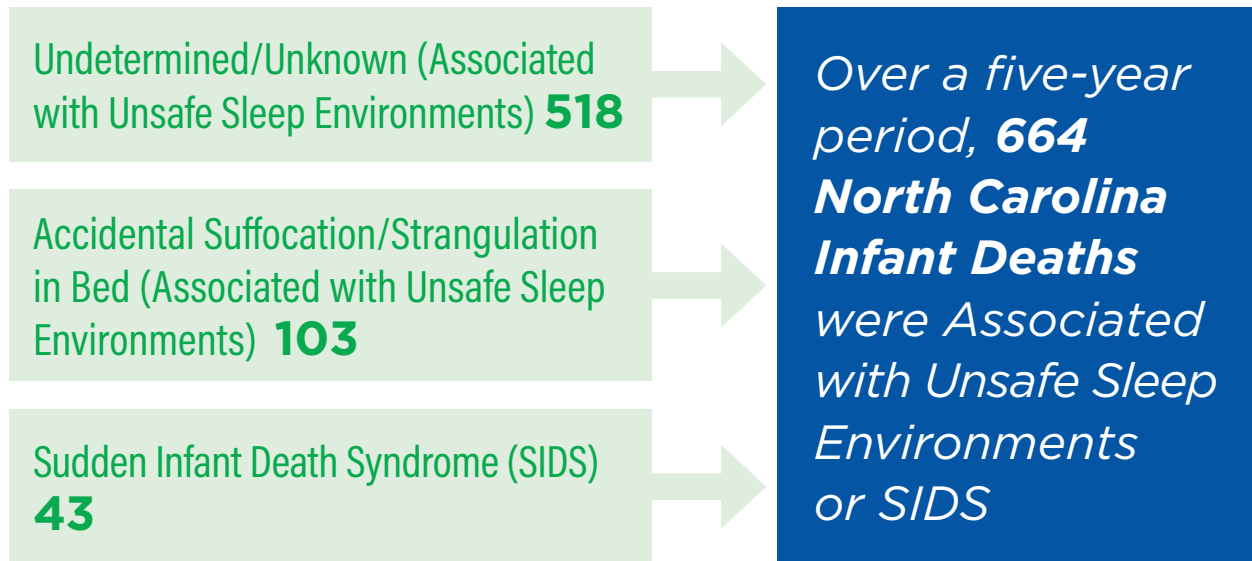 Undetermined/Unknown (Associated
with Unsafe Sleep Environments) 518
Accidental Suffocation/Strangulation
in Bed (Associated with Unsafe Sleep
Environments) 103
Sudden Infant Death Syndrome (SIDS)
43
Over a five-year
period, 664
North Carolina
Infant Deaths
were Associated
with Unsafe Sleep
Environments
or SIDS